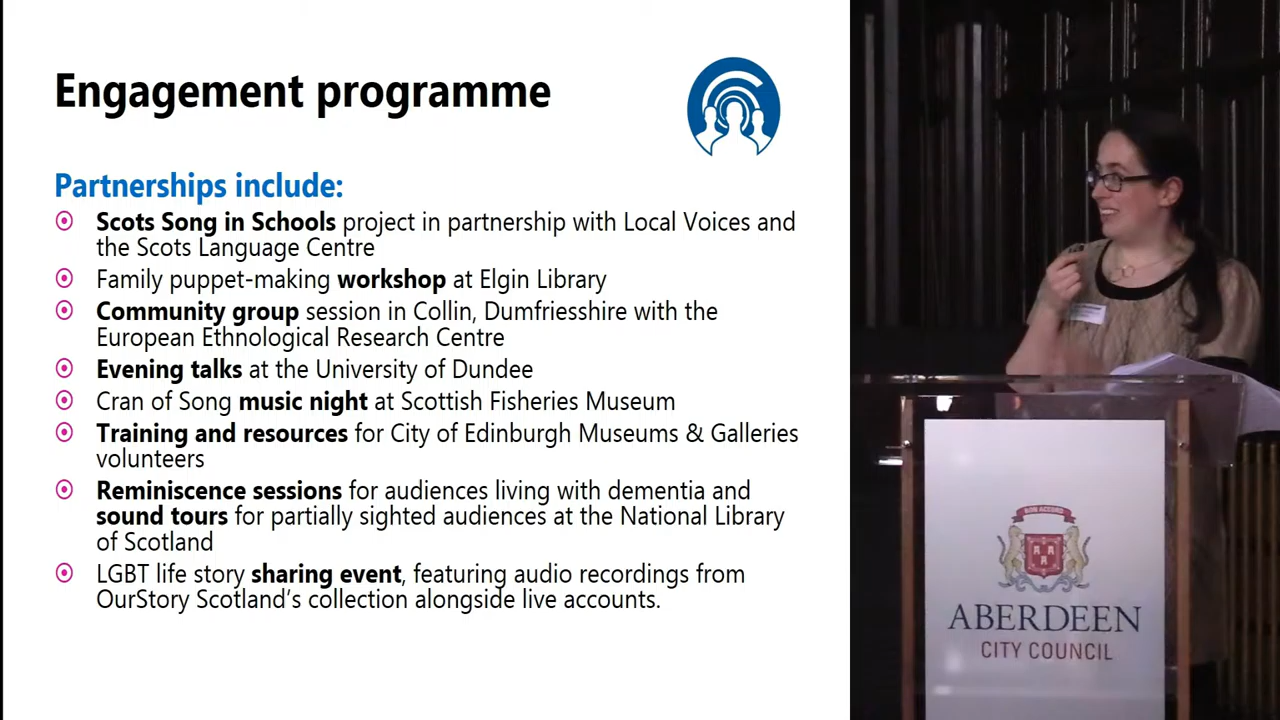 Engagement programme
Partnerships include:
Scots Song in Schools project in partnership with Local Voices and
the Scots Language Centre
Family puppet-making workshop at Elgin Library
Community group session in Collin, Dumfriesshire with the
European Ethnological Research Centre
Evening talks at the University of Dundee
Cran of Song music night at Scottish Fisheries Museum
Training and resources for City of Edinburgh Museums & Galleries
volunteers
Reminiscence sessions for audiences living with dementia and
sound tours for partially sighted audiences at the National Library
of Scotland
LGBT life story sharing event, featuring audio recordings from
OurStory Scotland's collection alongside live accounts.
BON ACCORD
ABERDEEN
CITY COUNCIL